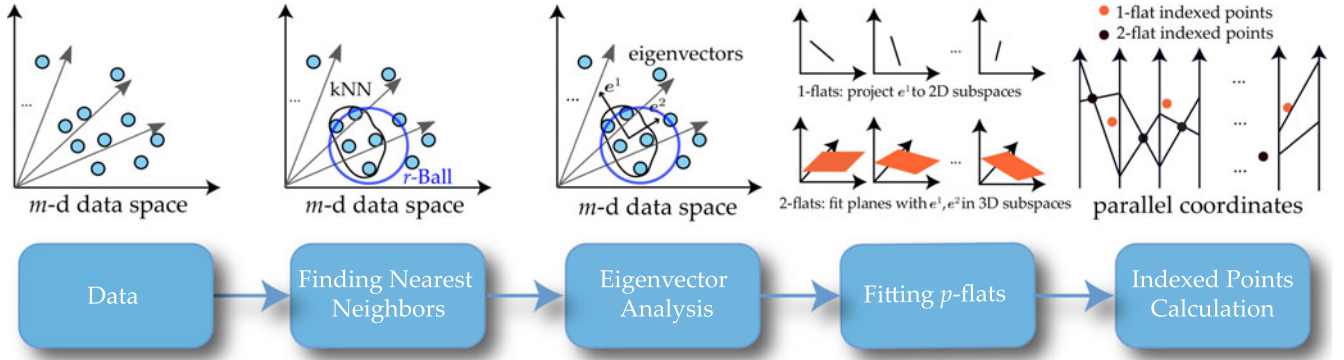 ...
m-d data space
kNN
...
r-Ball
m-d data space
eigenvectors
e¹
e²
...
m-d data space
...
1-flats: project e¹ to 2D subspaces
...
2-flats: fit planes with e¹, e² in 3D subspaces
1-flat indexed points
2-flat indexed points
...
...
...
parallel coordinates
Data
Finding Nearest
Neighbors
Eigenvector
Analysis
Fitting p-flats
Indexed Points
Calculation